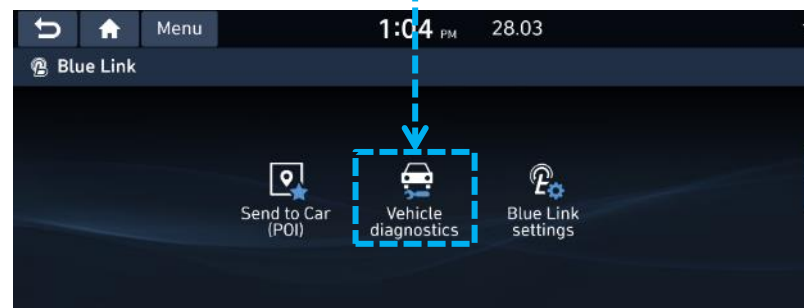 Menu
1:04 PM
28.03
Blue Link
Send to Car
(POI)
Vehicle
diagnostics
Blue Link
settings